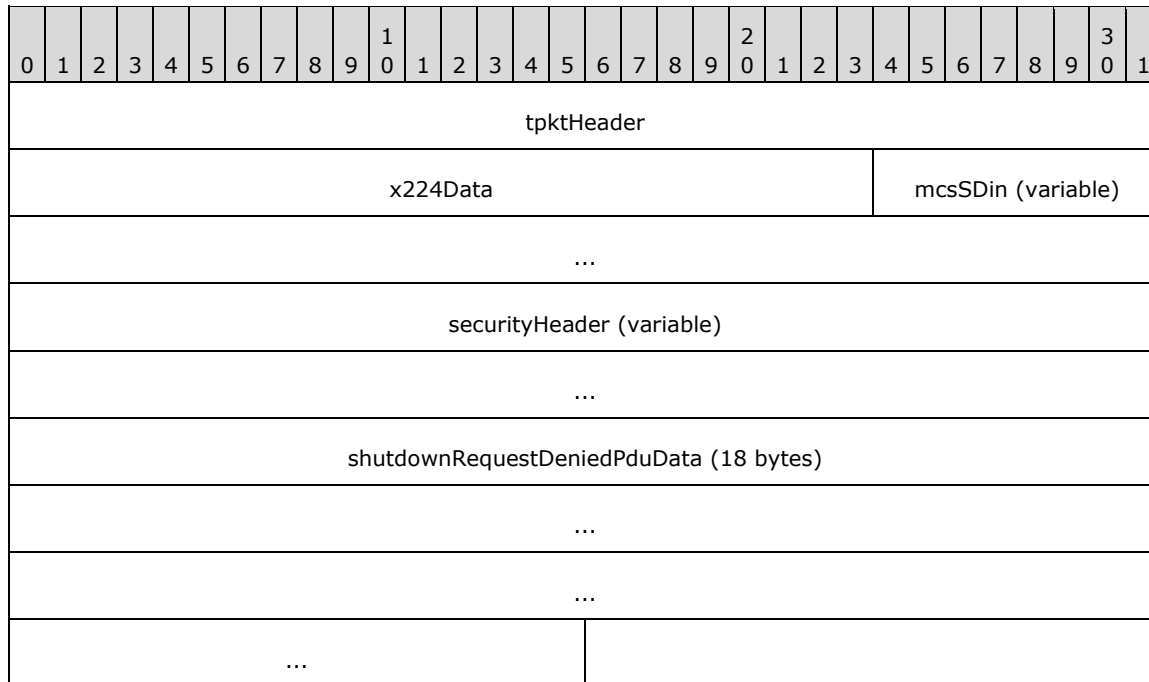 1 2 3
0 1 2 3 4 5 6 7 8 9 0 1 2 3 4 5 6 7 8 9 0 1 2 3 4 5 6 7 8 9 0 1
tpktHeader
x224Data mcsSDin (variable)
...
securityHeader (variable)
...
shutdownRequestDeniedPduData (18 bytes)
...
...
...